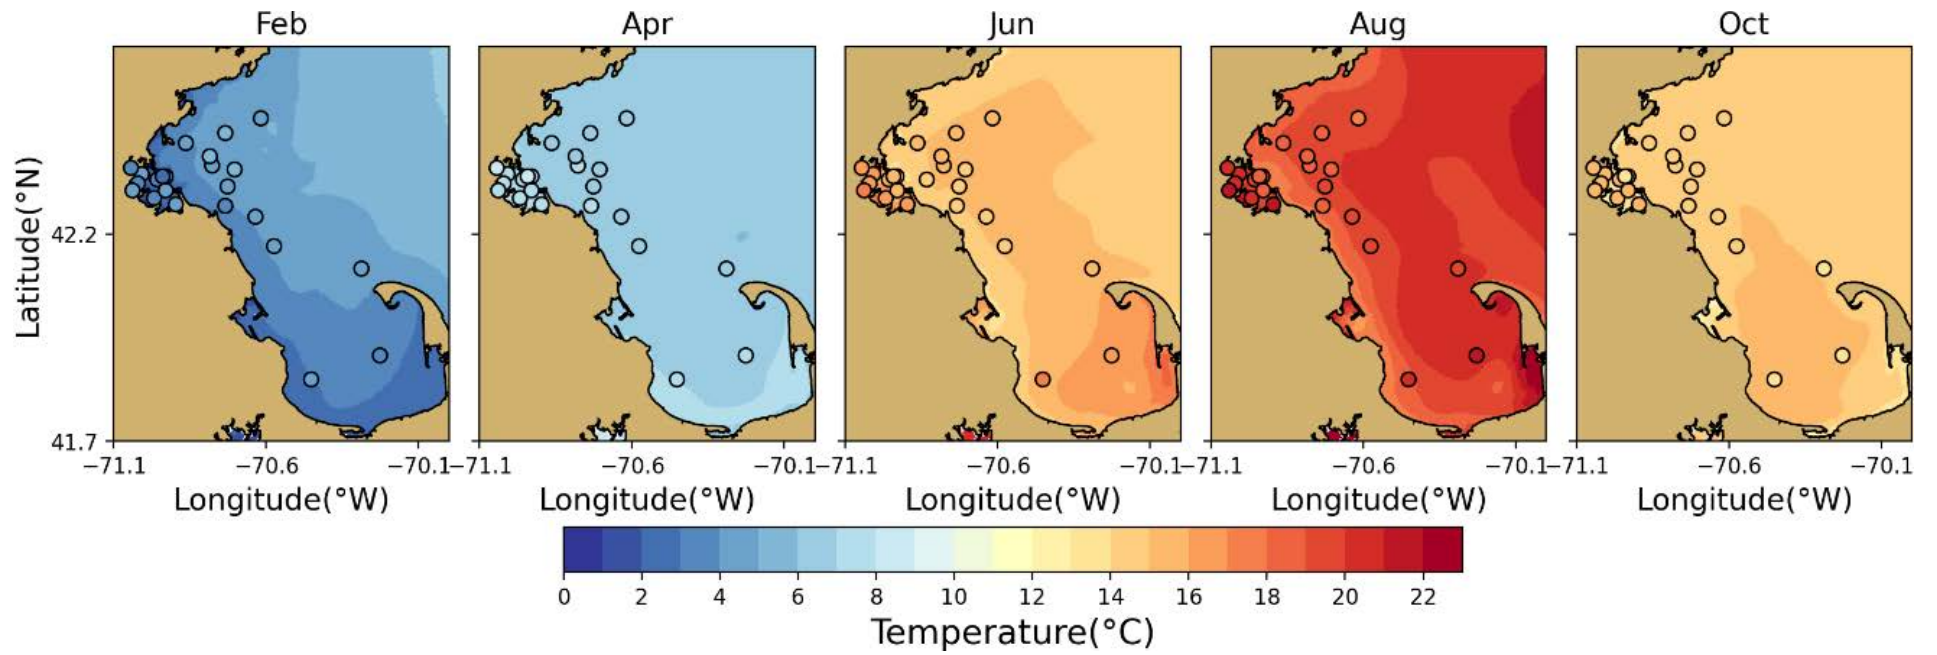 Feb Apr Jun Aug Oct
Latitude(°N)
42.2
41.7
−71.1 −70.6 −70.1 −71.1 −70.6 −70.1 −71.1 −70.6 −70.1 −71.1 −70.6 −70.1 −71.1 −70.6 −70.1
Longitude(°W) Longitude(°W) Longitude(°W) Longitude(°W) Longitude(°W)
0 2 4 6 8 10 12 14 16 18 20 22
Temperature(°C)